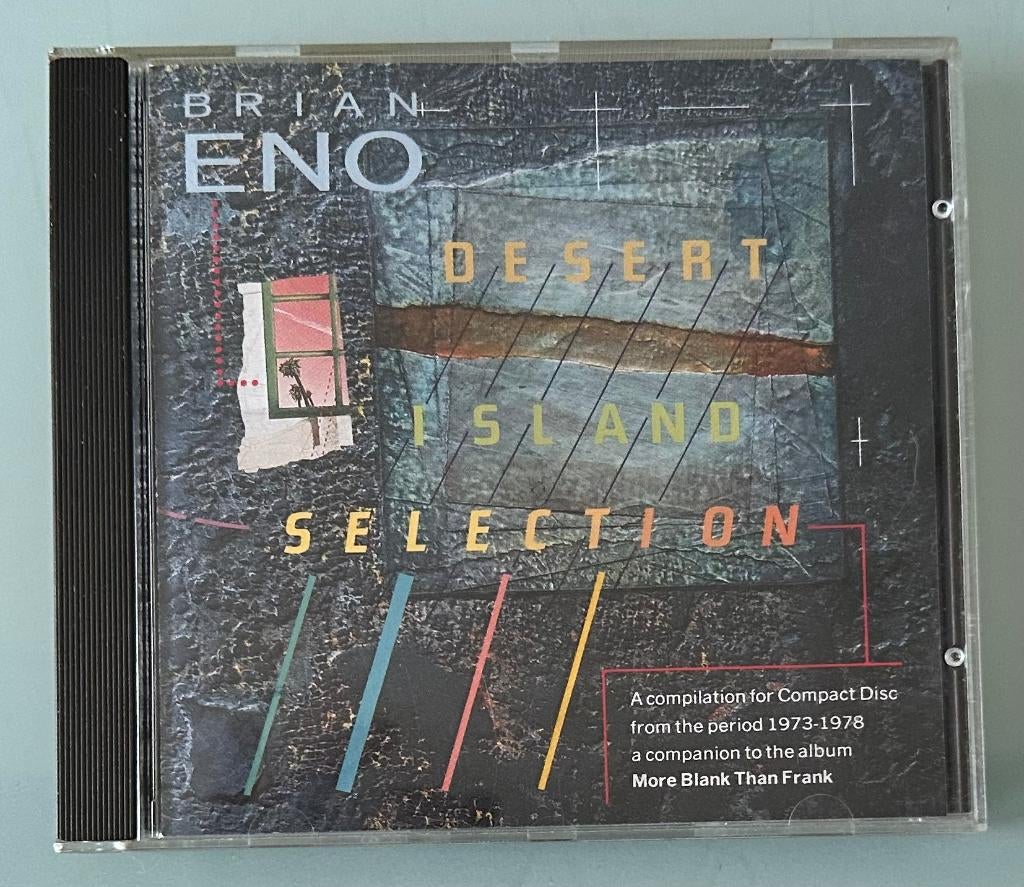 BRIAN
ENO
DESERT
ISLAND
SELECTION
A compilation for Compact Disc
from the period 1973-1978
a companion to the album
More Blank Than Frank